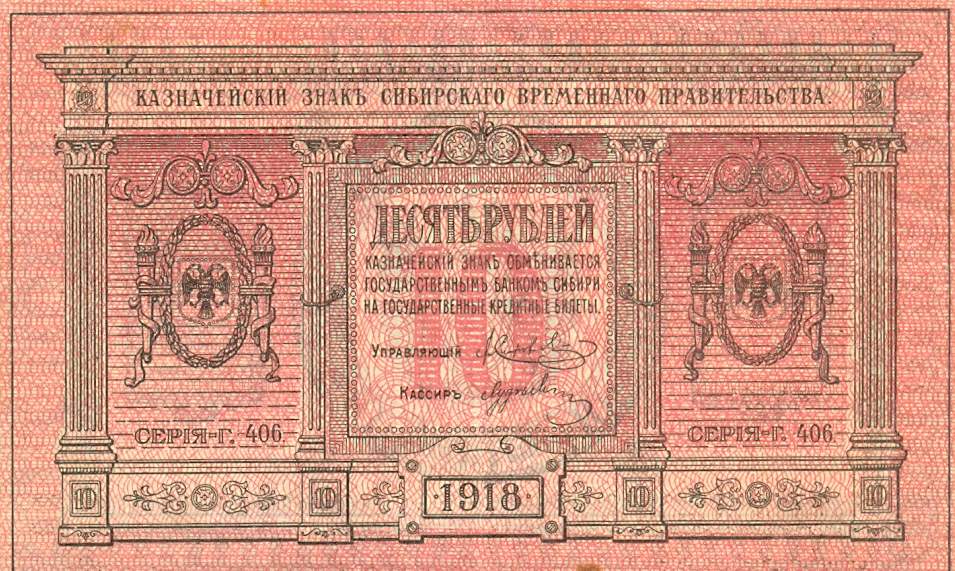 КАЗНАЧЕЙСКІЙ ЗНАКЪ СИБИРСКАГО ВРЕМЕННАГО ПРАВИТЕЛЬСТВА.
ДЕСЯТЬ РУБЛЕЙ
КАЗНАЧЕЙСКІЙ ЗНАКЪ ОБМѢНИВАЕТСЯ
ГОСУДАРСТВЕННЫМЪ БАНКОМЪ СИБИРИ
НА ГОСУДАРСТВЕННЫЕ КРЕДИТНЫЕ БИЛЕТЫ.
10
УПРАВЛЯЮЩІЙ
КАССИРЪ
СЕРІЯ-Г. 406.
СЕРІЯ-Г. 406.
10
10
1918
10
10